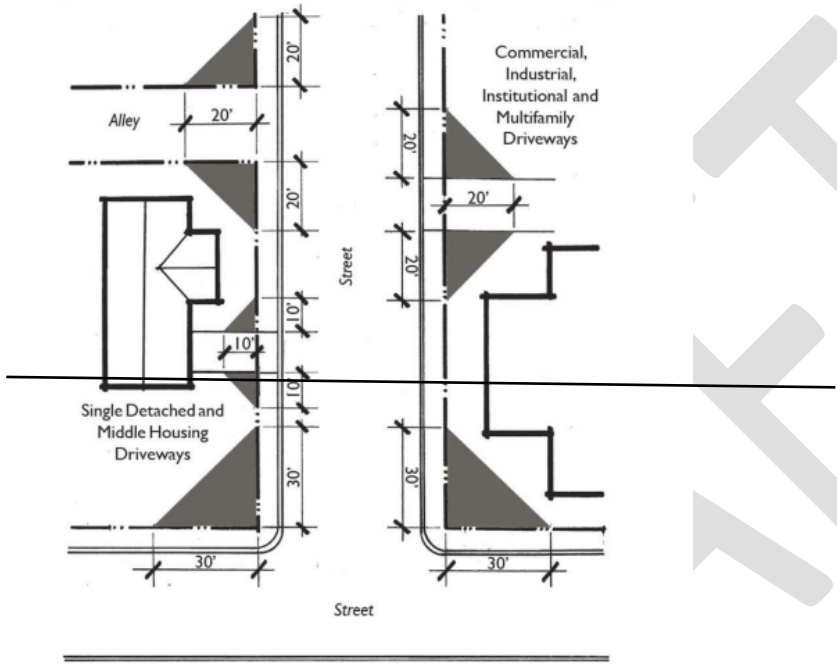 20'
Alley
20'
20'
10'
10'
10'
Single Detached and
Middle Housing
Driveways
30'
30'
Street
Street
Commercial,
Industrial,
Institutional and
Multifamily
Driveways
20'
20'
20'
30'
30'